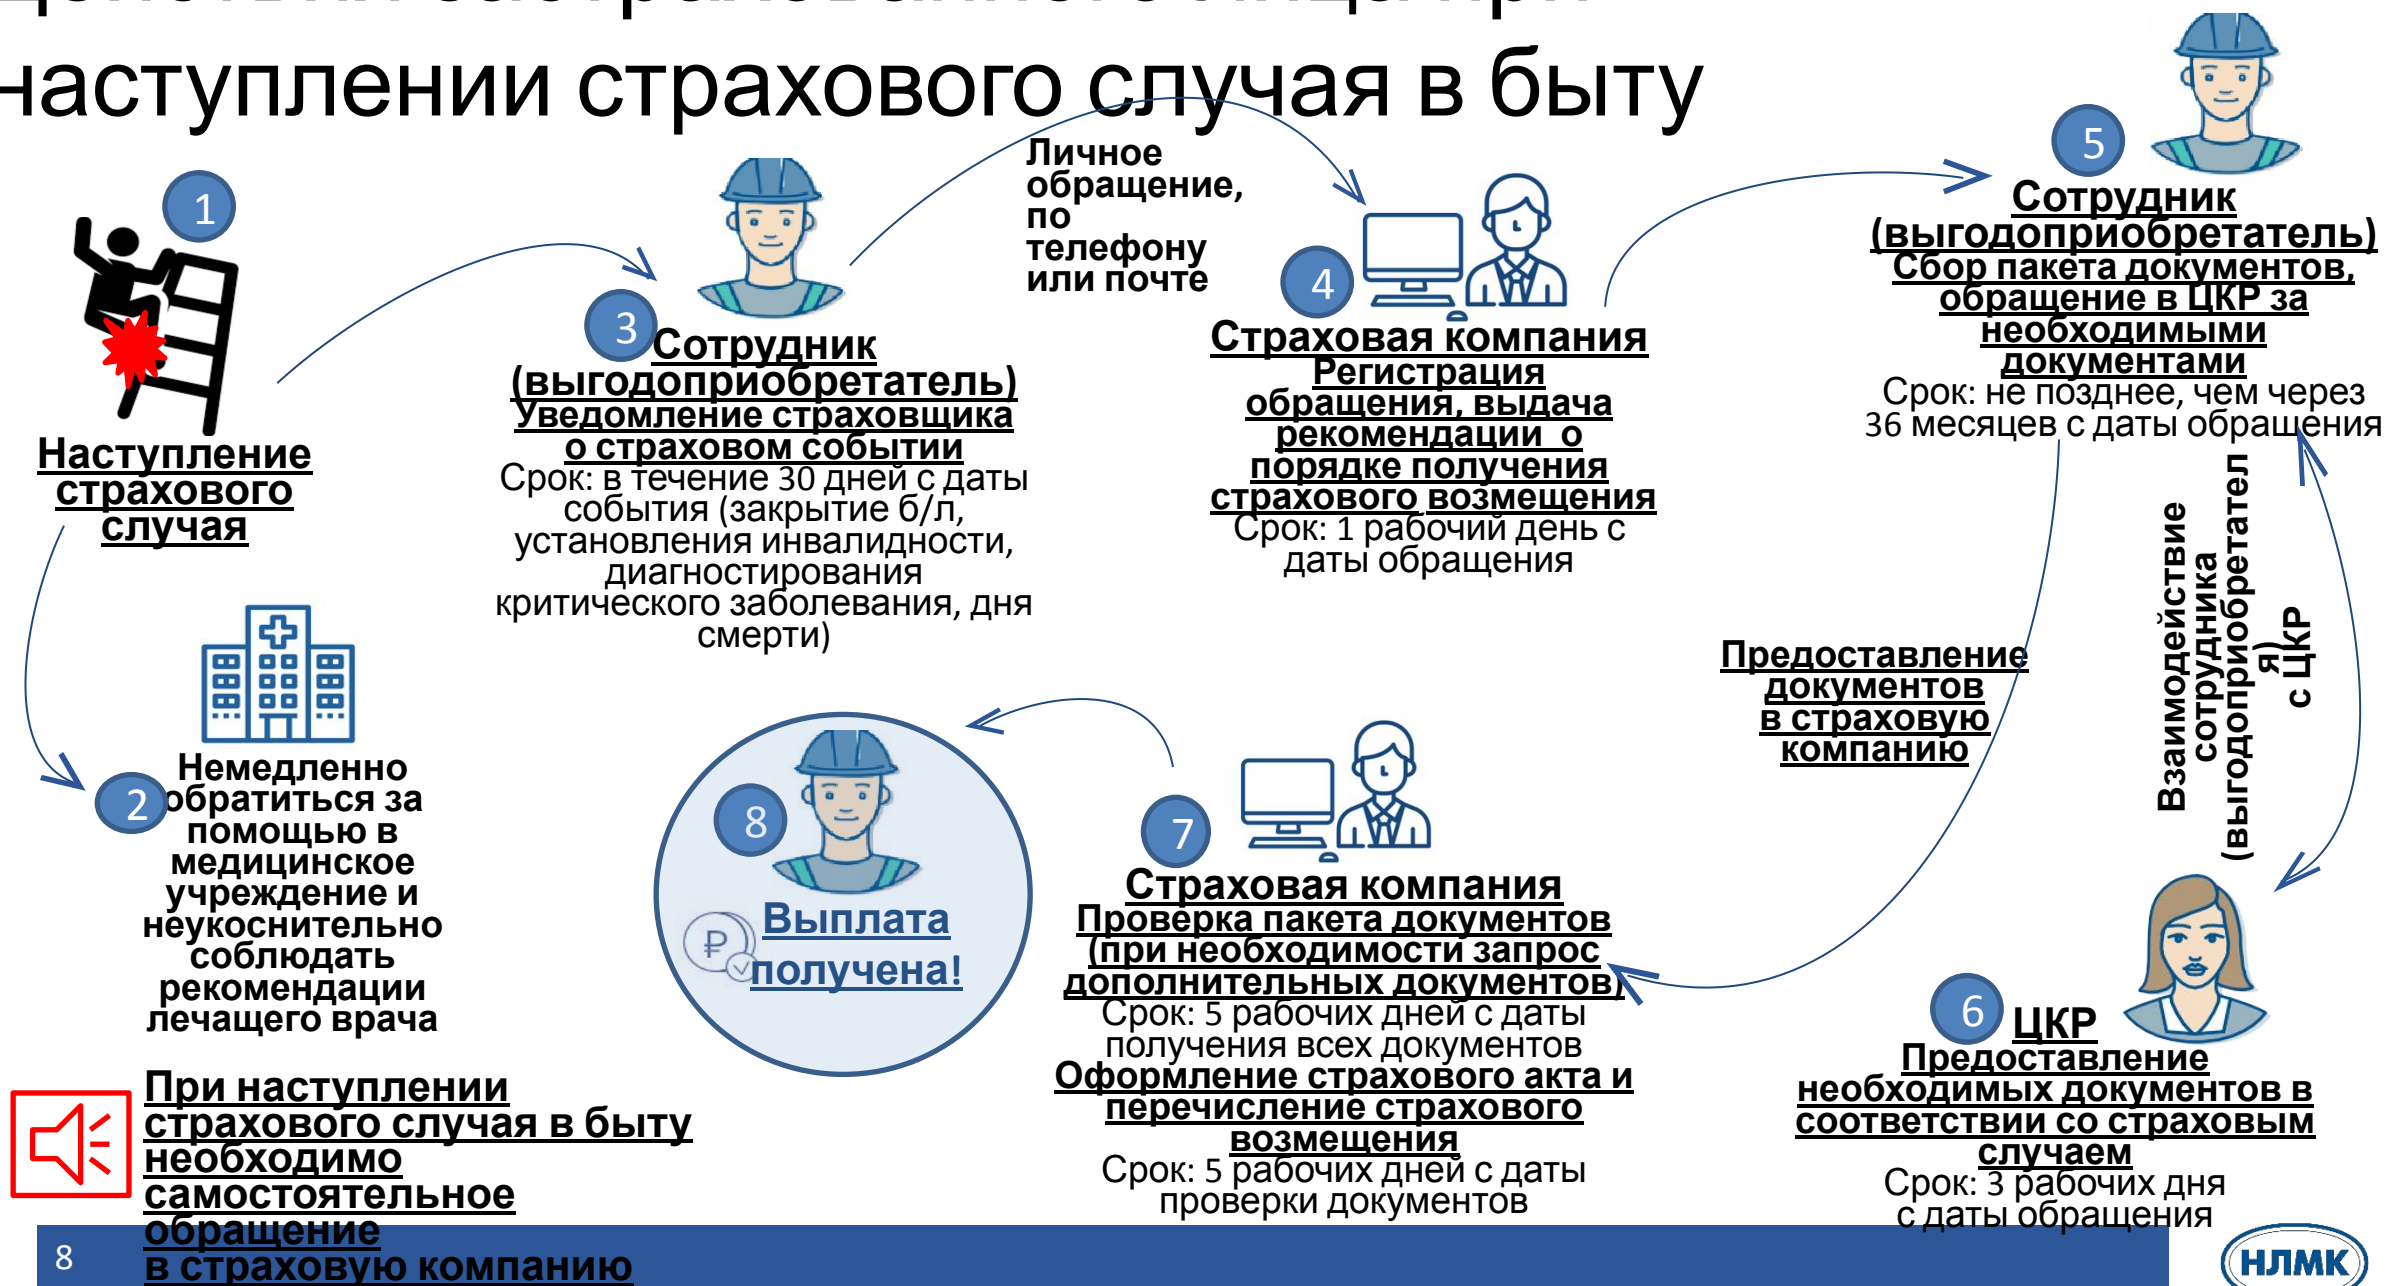 действия застрахованного лица при
наступлении страхового случая в быту
1
Наступление
страхового
случая
2
Немедленно
обратиться за
помощью в
медицинское
учреждение и
неукоснительно
соблюдать
рекомендации
лечащего врача
3
Сотрудник
(выгодоприобретатель)
Уведомление страховщика
о страховом событии
Срок: в течение 30 дней с даты
события (закрытие б/л,
установления инвалидности,
диагностирования
критического заболевания, дня
смерти)
Личное
обращение,
по
телефону
или почте
4
Страховая компания
Регистрация
обращения, выдача
рекомендации о
порядке получения
страхового возмещения
Срок: 1 рабочий день с
даты обращения
5
Сотрудник
(выгодоприобретатель)
Сбор пакета документов,
обращение в ЦКР за
необходимыми
документами
Срок: не позднее, чем через
36 месяцев с даты обращения
Взаимодействие
сотрудника
(выгодоприобретател
я)
с ЦКР
6
ЦКР
Предоставление
необходимых документов в
соответствии со страховым
случаем
Срок: 3 рабочих дня
с даты обращения
Предоставление
документов
в страховую
компанию
7
Страховая компания
Проверка пакета документов
(при необходимости запрос
дополнительных документов)
Срок: 5 рабочих дней с даты
получения всех документов
Оформление страхового акта и
перечисление страхового
возмещения
Срок: 5 рабочих дней с даты
проверки документов
8
₽
Выплата
получена!
При наступлении
страхового случая в быту
необходимо
самостоятельное
обращение
в страховую компанию
8
НЛМК